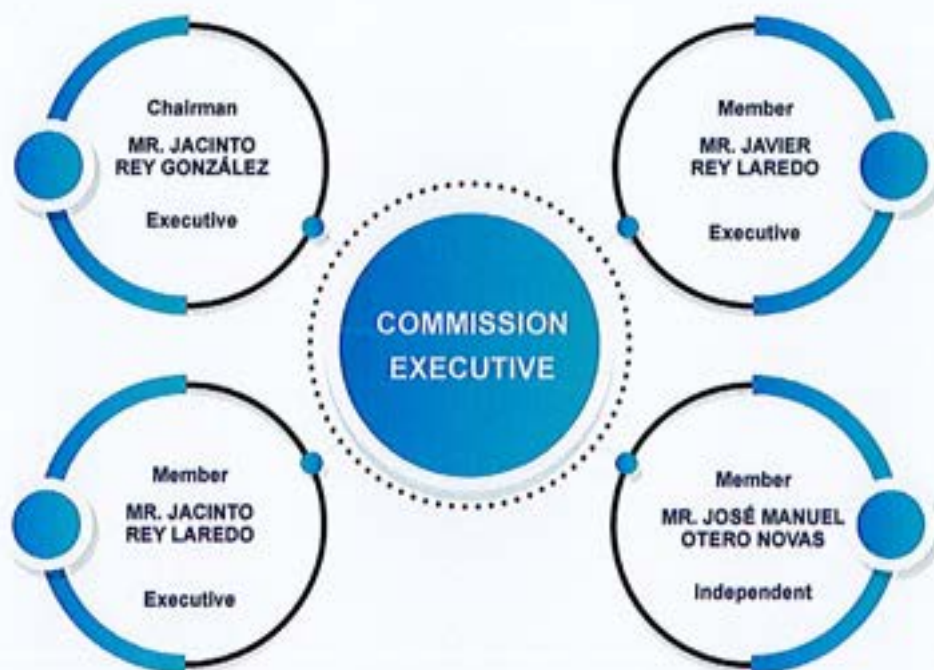 Chairman
MR. JACINTO
REY GONZÁLEZ
Executive
Member
MR. JAVIER
REY LAREDO
Executive
COMMISSION
EXECUTIVE
Member
MR. JACINTO
REY LAREDO
Executive
Member
MR. JOSÉ MANUEL
OTERO NOVAS
Independent